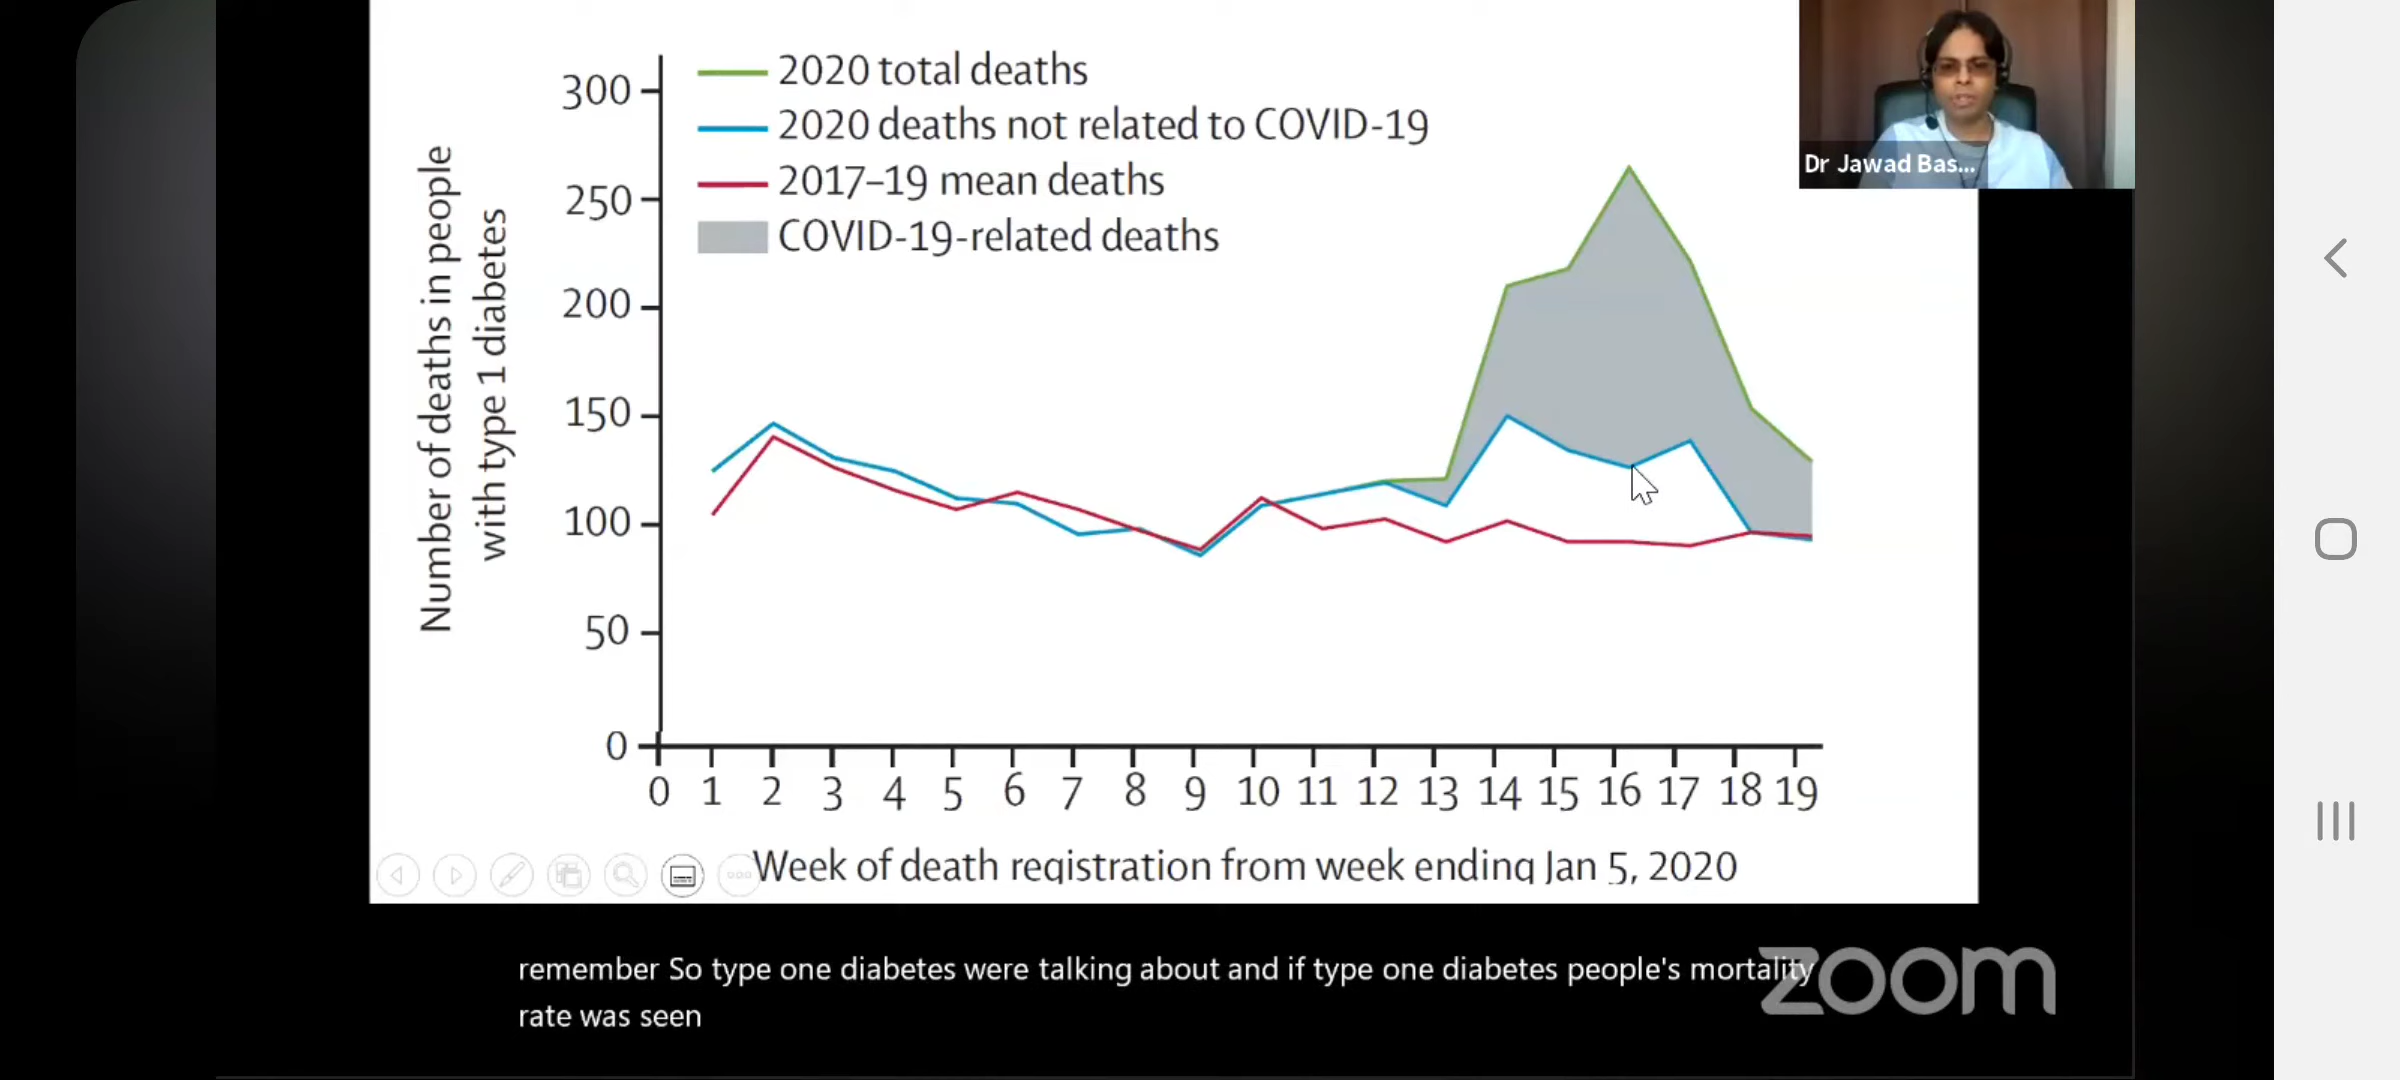 300
250
200
150
100
50
0
Number of deaths in people
with type 1 diabetes
2020 total deaths
2020 deaths not related to COVID-19
2017–19 mean deaths
COVID-19-related deaths
0 1 2 3 4 5 6 7 8 9 10 11 12 13 14 15 16 17 18 19
Week of death registration from week ending Jan 5, 2020
Dr Jawad Bas...
remember So type one diabetes were talking about and if type one diabetes people's mortality
rate was seen
zoom